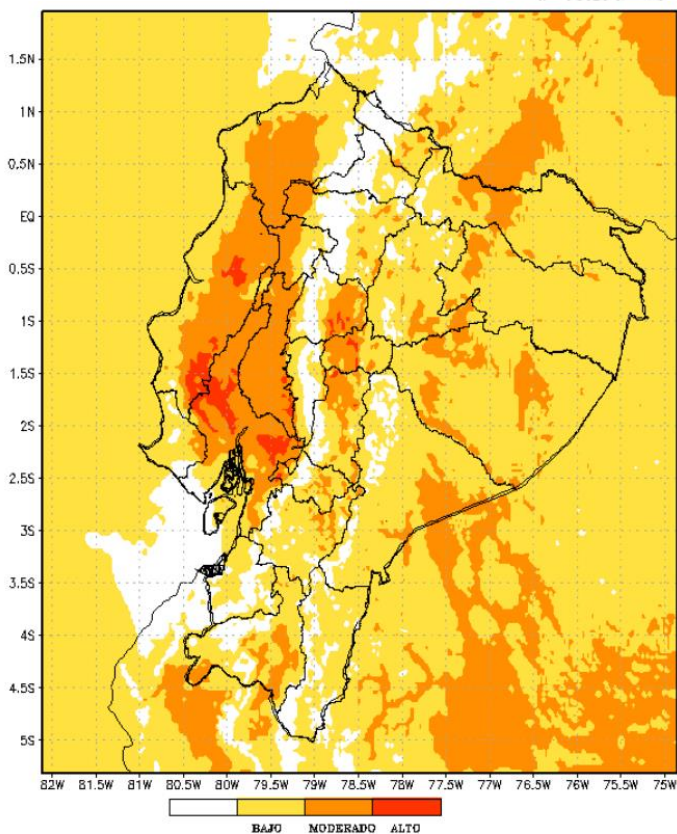 1.5N
1N
0.5N
EQ
0.5S
1S
1.5S
2S
2.5S
3S
3.5S
4S
4.5S
5S
82W 81.5W 81W 80.5W 80W 79.5W 79W 78.5W 78W 77.5W 77W 76.5W 76W 75.5W 75W
BAJO MODERADO ALTO